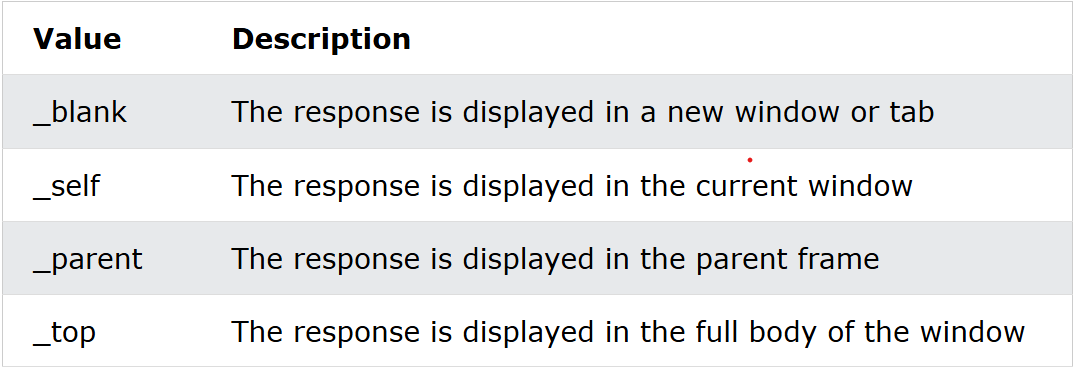 Value Description
_blank The response is displayed in a new window or tab
_self The response is displayed in the current window
_parent The response is displayed in the parent frame
_top The response is displayed in the full body of the window